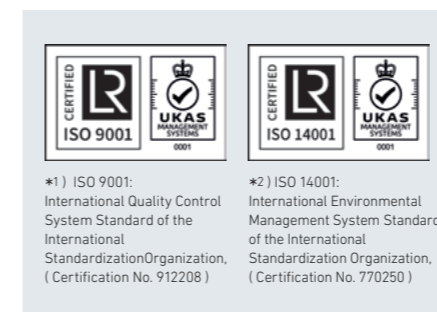 CERTIFIED
LR
ISO 9001
UKAS
MANAGEMENT
SYSTEMS
0001
CERTIFIED
LR
ISO 14001
UKAS
MANAGEMENT
SYSTEMS
0001
*1 )  ISO 9001:
International Quality Control
System Standard of the
International
StandardizationOrganization,
( Certification No. 912208 )
*2 ) ISO 14001:
International Environmental
Management System Standard
of the International
Standardization Organization,
( Certification No. 770250 )